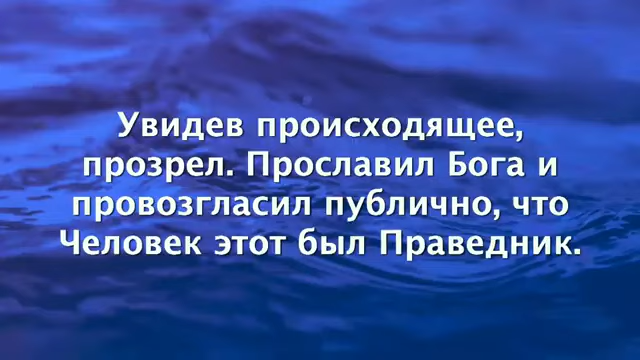 Увидев происходящее,
прозрел. Прославил Бога и
провозгласил публично, что
Человек этот был Праведник.